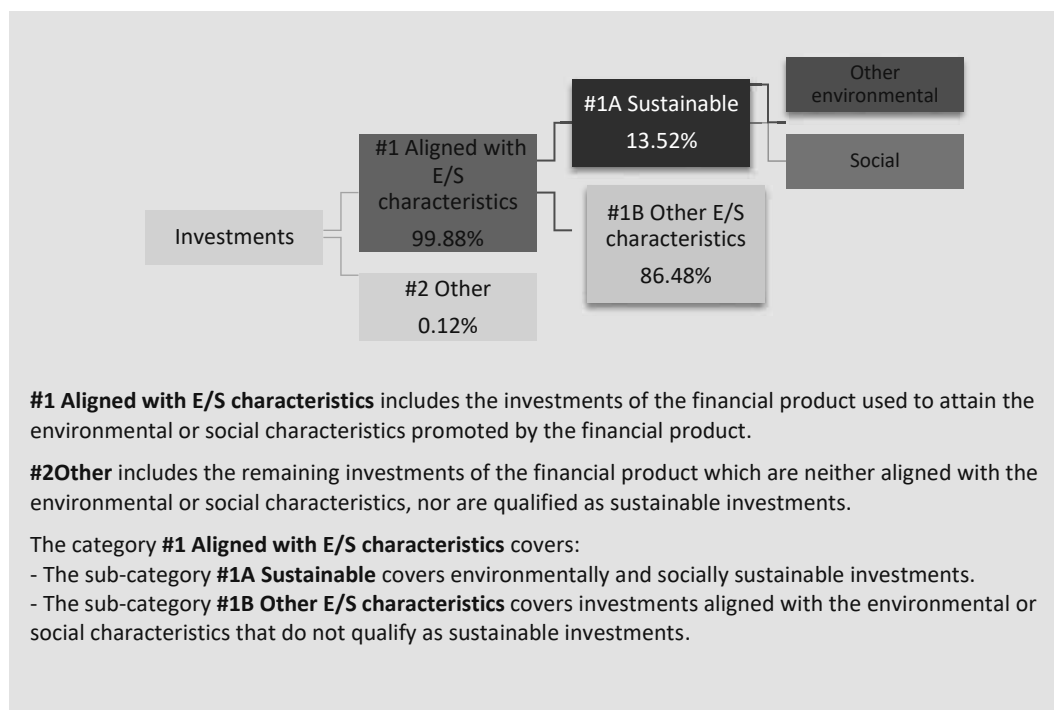 Investments
#1 Aligned with
E/S
characteristics
99.88%
#2 Other
0.12%
#1A Sustainable
13.52%
#1B Other E/S
characteristics
86.48%
Other
environmental
Social
#1 Aligned with E/S characteristics includes the investments of the financial product used to attain the
environmental or social characteristics promoted by the financial product.
#2Other includes the remaining investments of the financial product which are neither aligned with the
environmental or social characteristics, nor are qualified as sustainable investments.
The category #1 Aligned with E/S characteristics covers:
- The sub-category #1A Sustainable covers environmentally and socially sustainable investments.
- The sub-category #1B Other E/S characteristics covers investments aligned with the environmental or
social characteristics that do not qualify as sustainable investments.